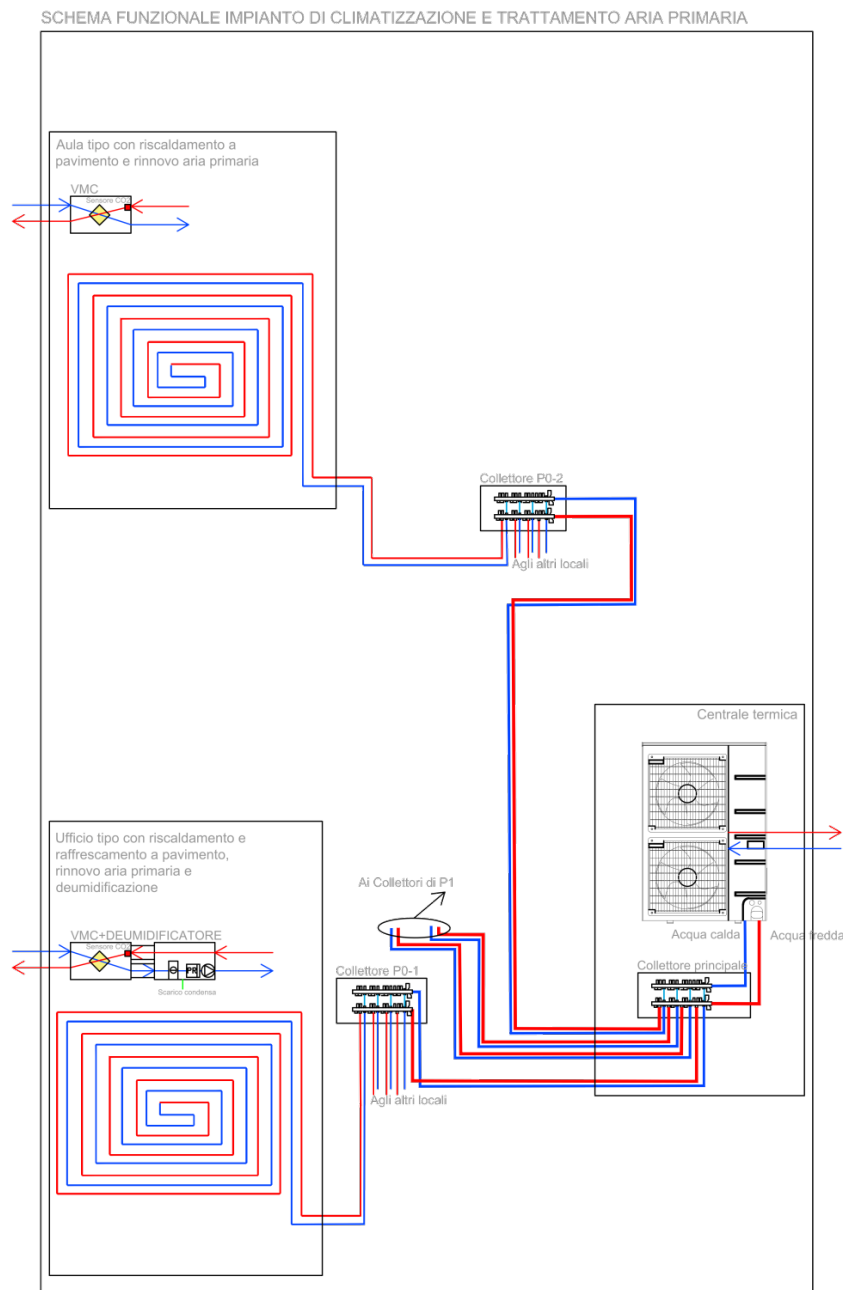 SCHEMA FUNZIONALE IMPIANTO DI CLIMATIZZAZIONE E TRATTAMENTO ARIA PRIMARIA
Aula tipo con riscaldamento a
pavimento e rinnovo aria primaria
VMC
Sensore CO2
Collettore P0-2
Agli altri locali
Centrale termica
Ufficio tipo con riscaldamento e
raffrescamento a pavimento,
rinnovo aria primaria e
deumidificazione
Ai Collettori di P1
VMC+DEUMIDIFICATORE
Sensore CO2
PR
Scarico condensa
Acqua calda
Acqua fredda
Collettore principale
Collettore P0-1
Agli altri locali